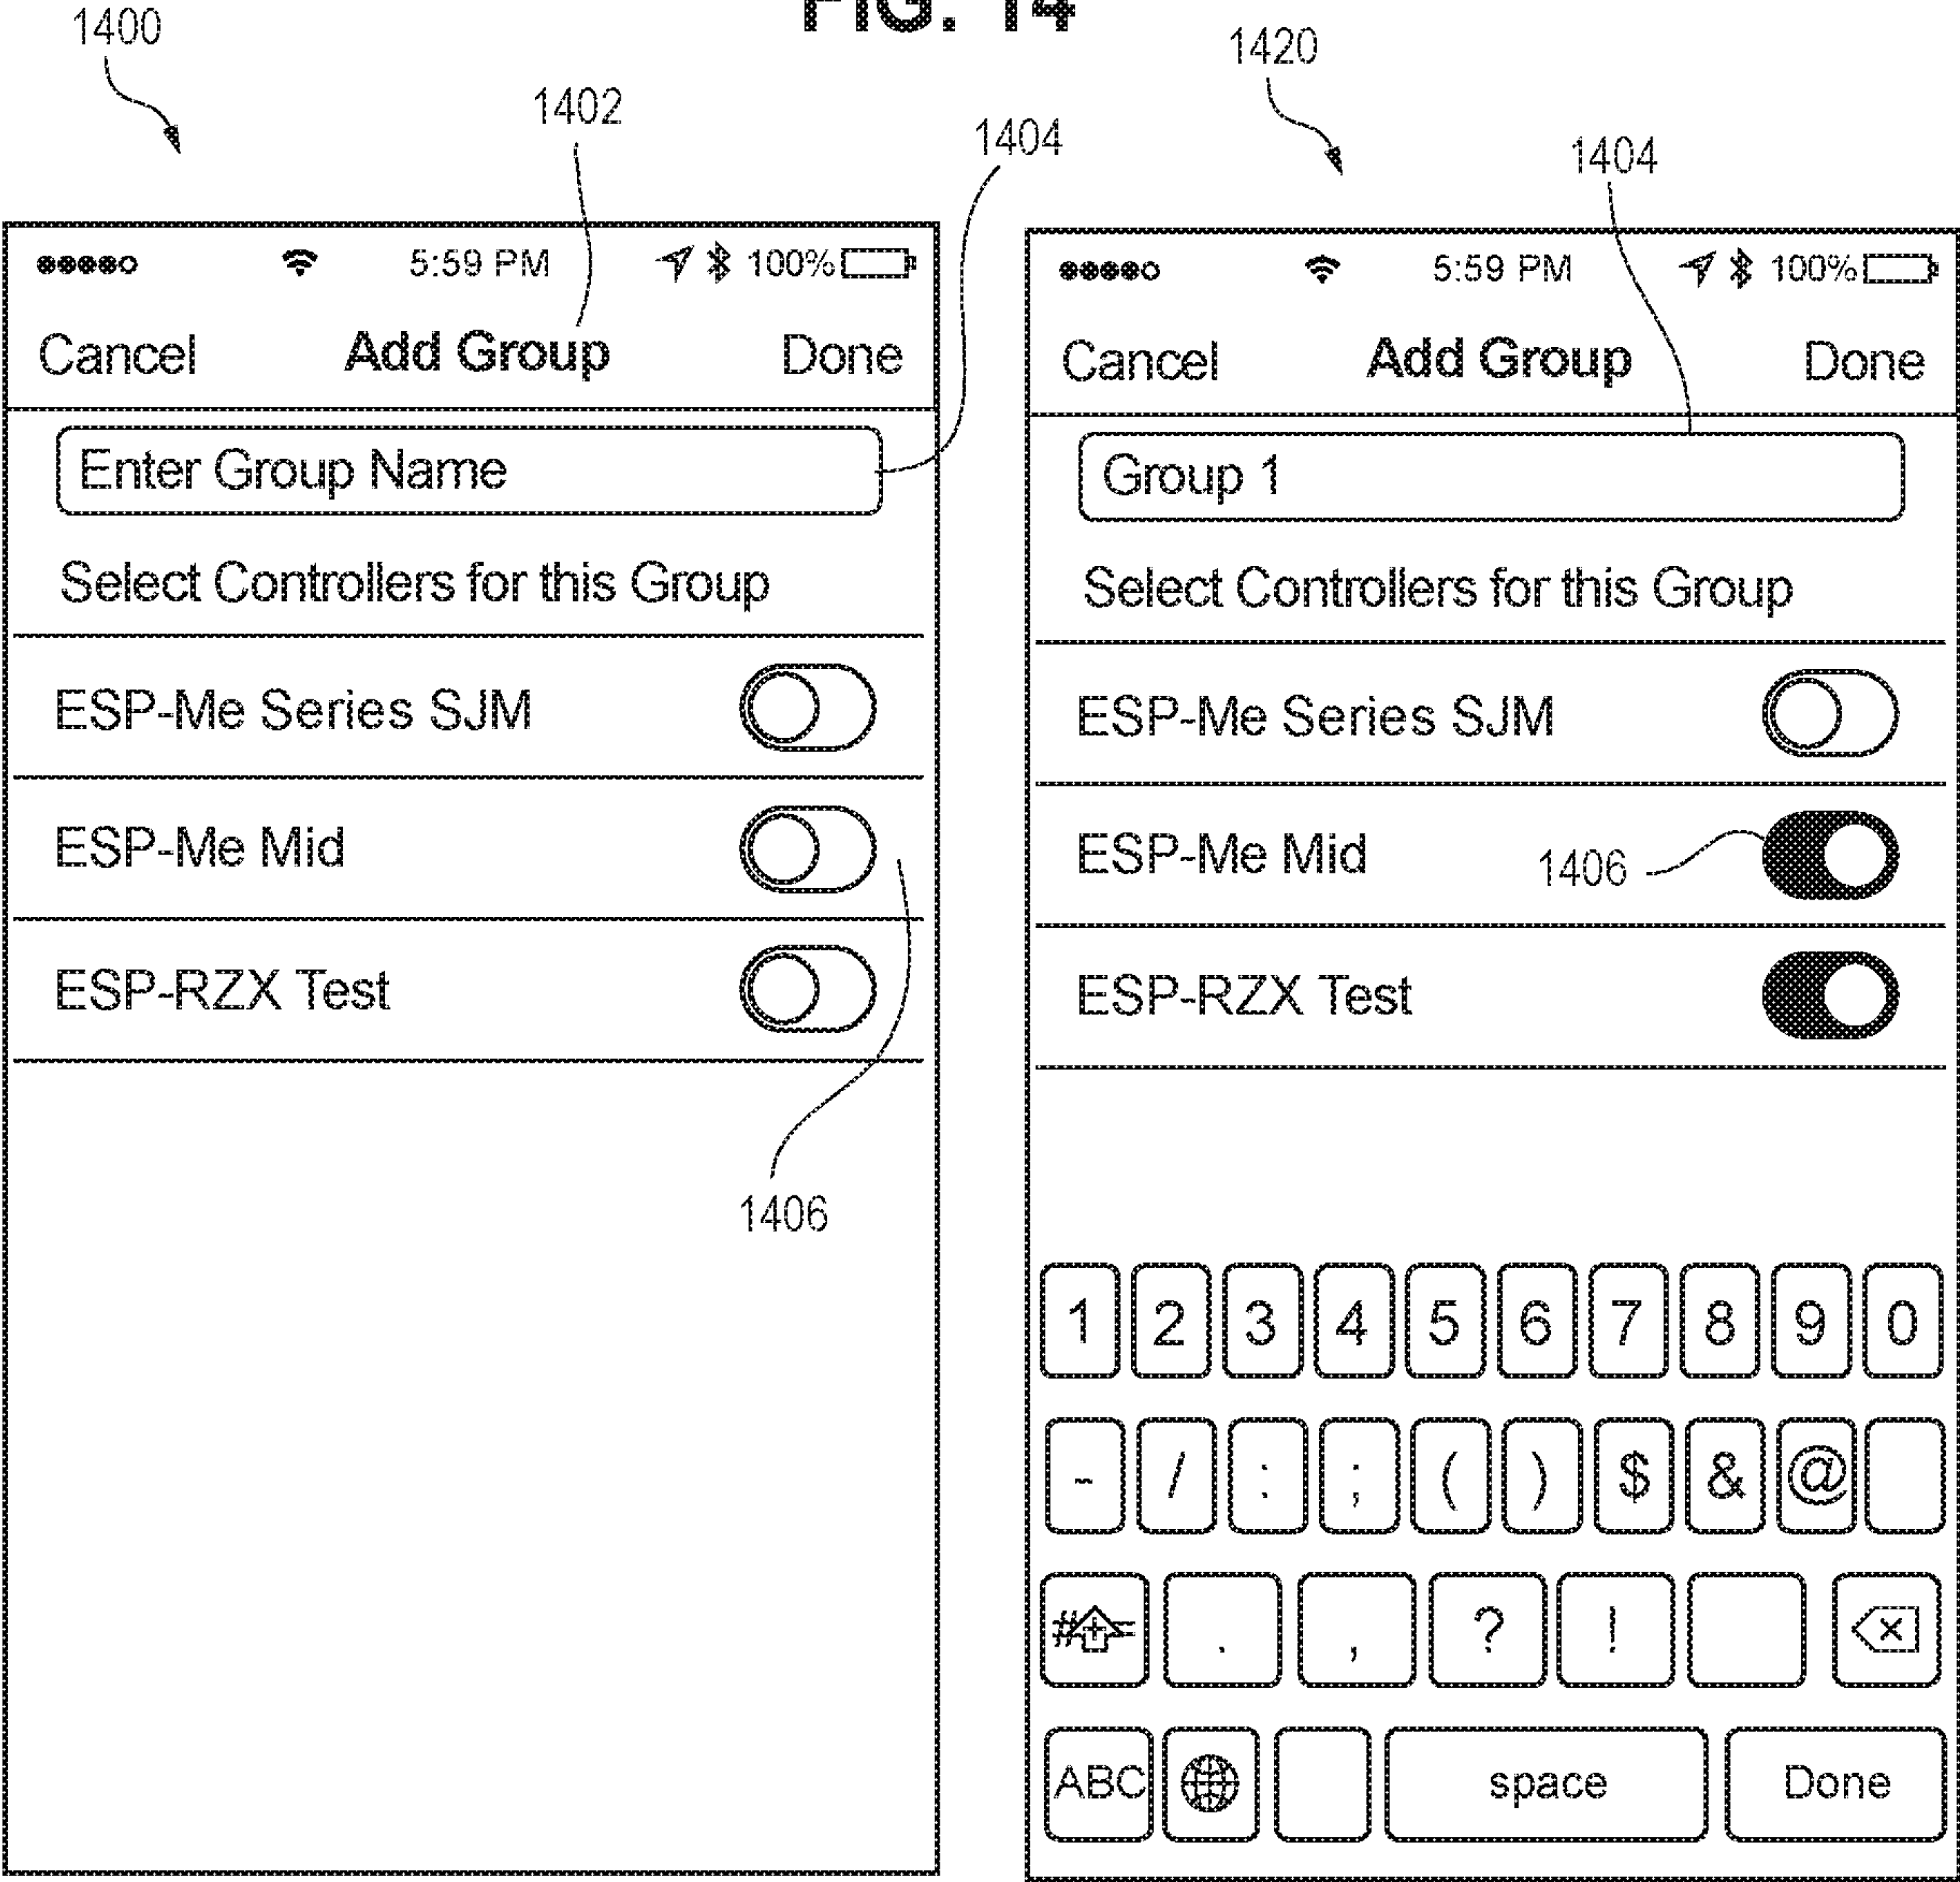 FIG. 14
1400
1402
1404
5:59 PM 100%
Cancel Add Group Done
Enter Group Name
Select Controllers for this Group
ESP-Me Series SJM
ESP-Me Mid
ESP-RZX Test
1406
1420
1404
5:59 PM 100%
Cancel Add Group Done
Group 1
Select Controllers for this Group
ESP-Me Series SJM
ESP-Me Mid 1406
ESP-RZX Test
1 2 3 4 5 6 7 8 9 0
- / : ; ( ) $ & @
#+= . , ? !
ABC space Done